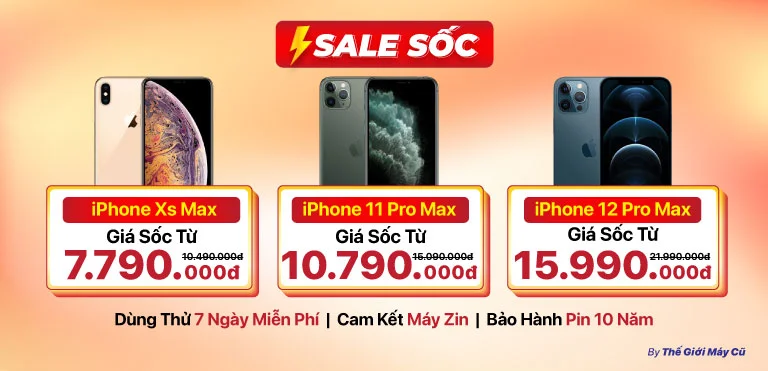 SALE SỐC
iPhone Xs Max
Giá Sốc Từ
10.490.000đ
7.790.000đ
iPhone 11 Pro Max
Giá Sốc Từ
15.090.000đ
10.790.000đ
iPhone 12 Pro Max
Giá Sốc Từ
21.990.000đ
15.990.000đ
Dùng Thử 7 Ngày Miễn Phí | Cam Kết Máy Zin | Bảo Hành Pin 10 Năm
By Thế Giới Máy Cũ